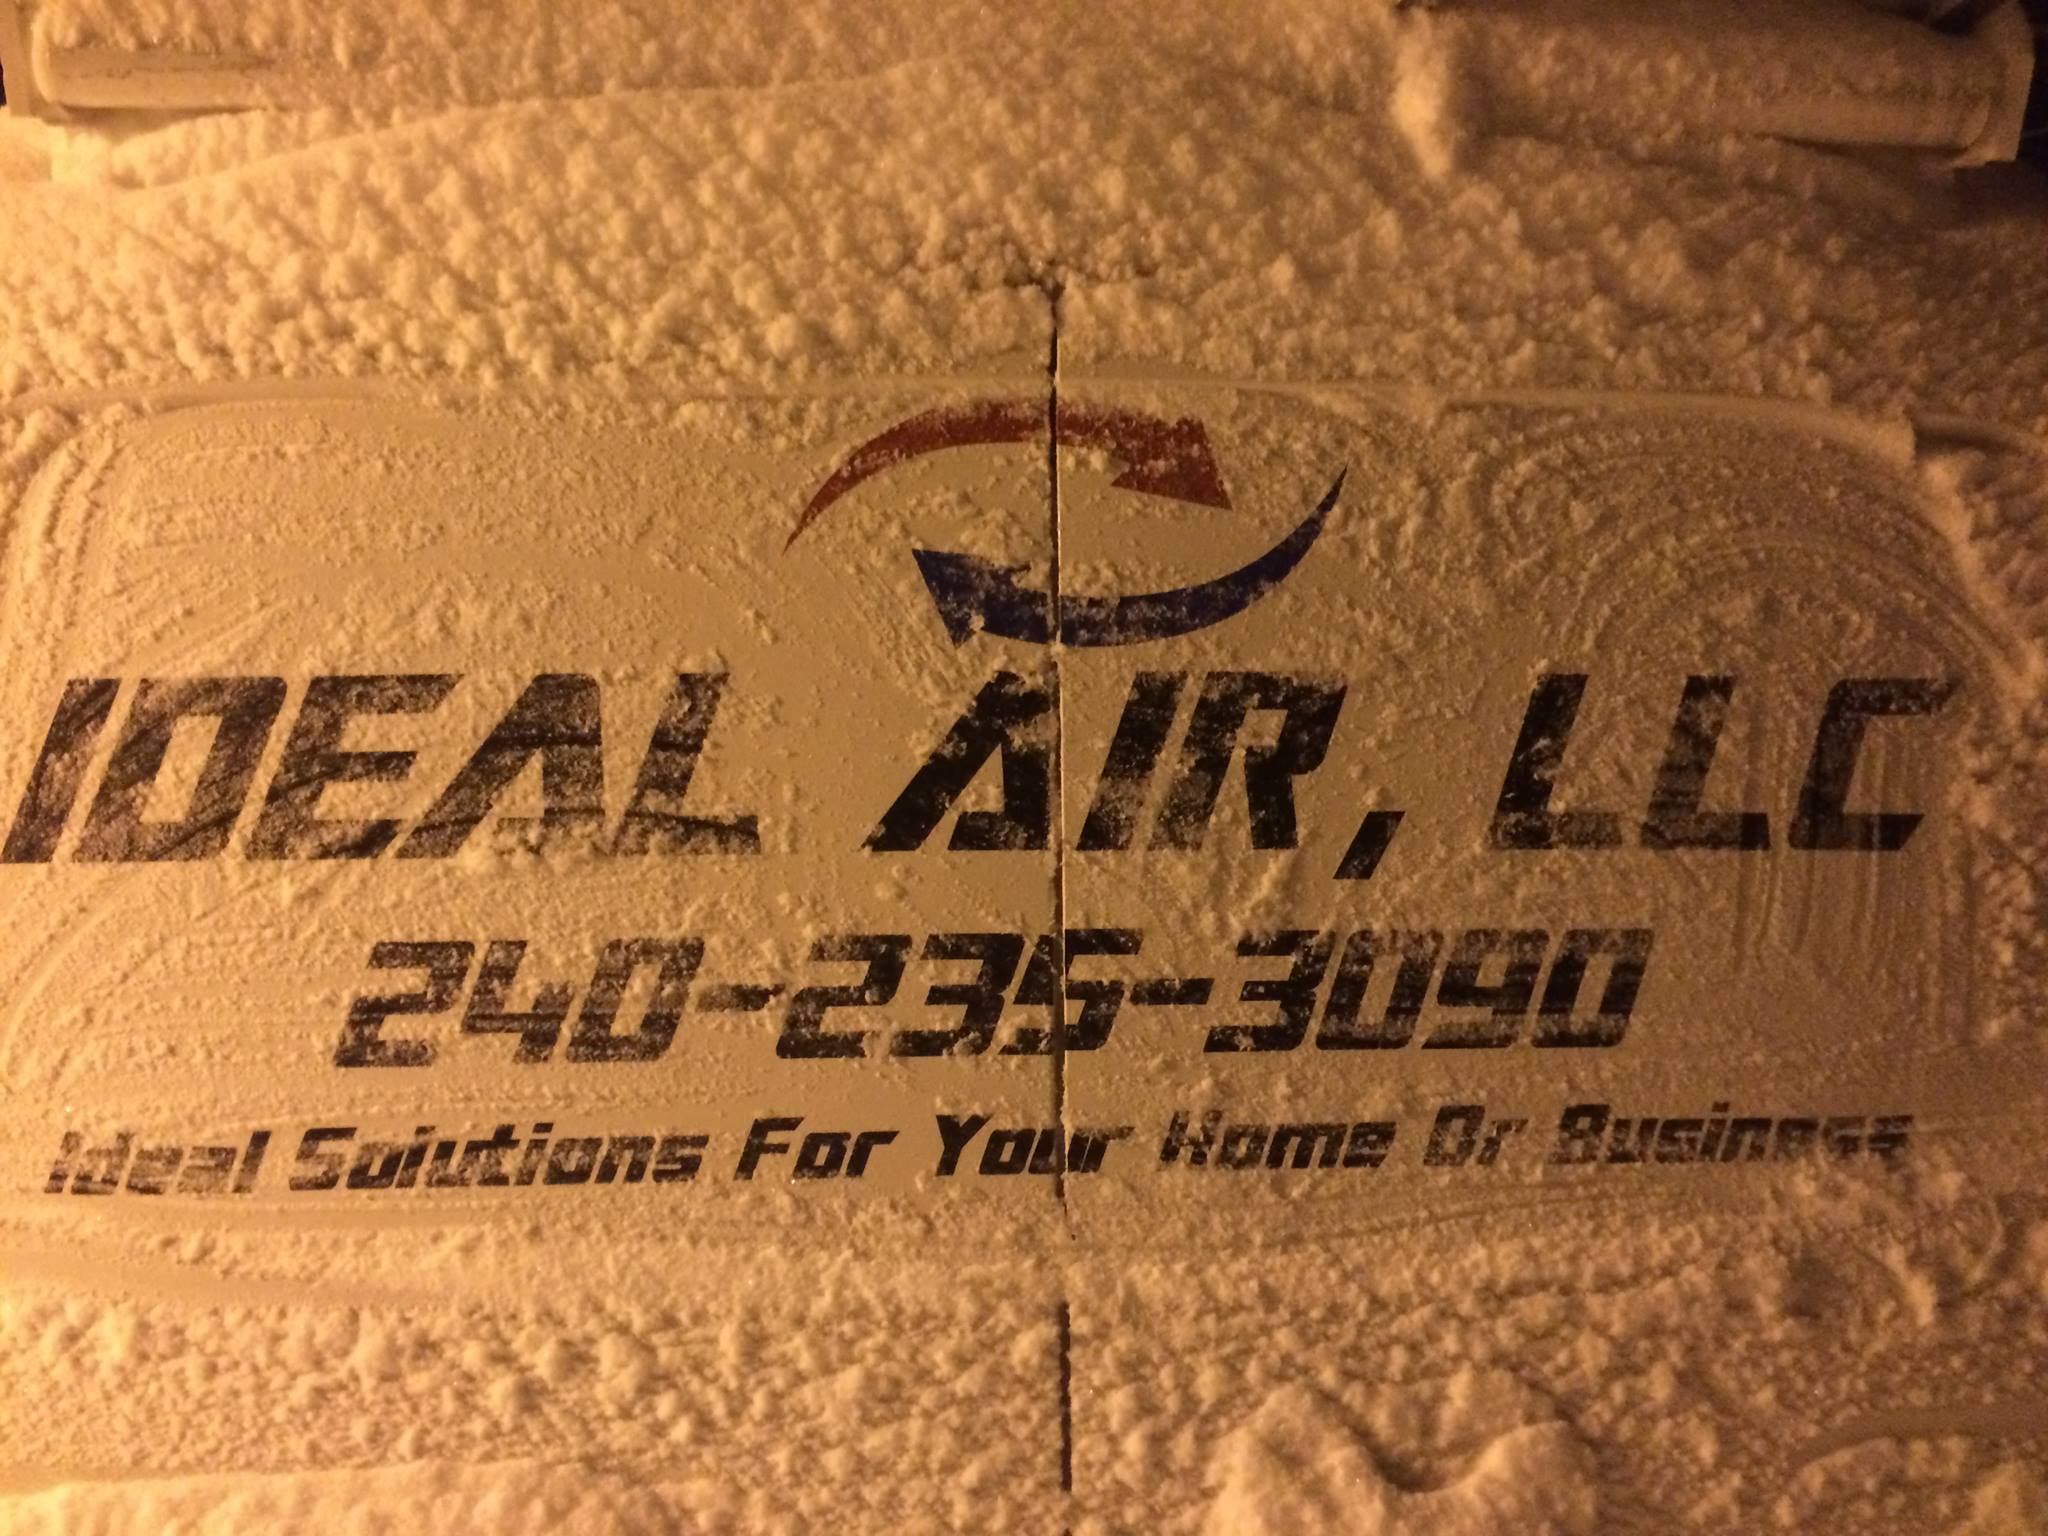 IDEAL AIR, LLC
240-235-3090
Ideal Solutions For Your Home Or Business